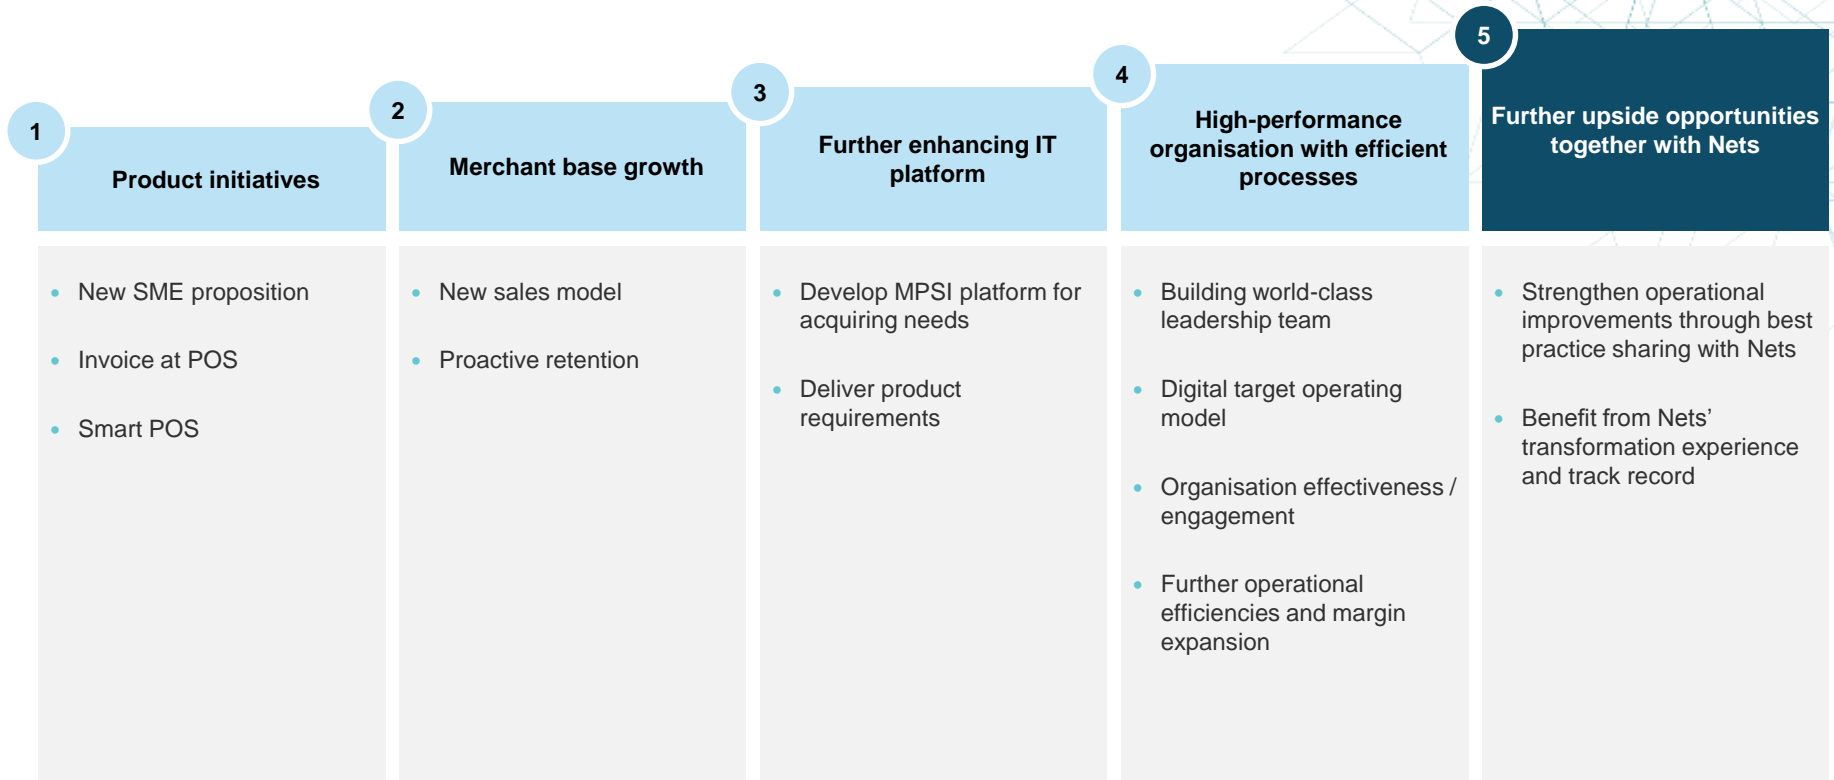 1
Product initiatives
New SME proposition
Invoice at POS
Smart POS
2
Merchant base growth
New sales model
Proactive retention
3
Further enhancing IT
platform
Develop MPSI platform for
acquiring needs
Deliver product
requirements
4
High-performance
organisation with efficient
processes
Building world-class
leadership team
Digital target operating
model
Organisation effectiveness /
engagement
Further operational
efficiencies and margin
expansion
5
Further upside opportunities
together with Nets
Strengthen operational
improvements through best
practice sharing with Nets
Benefit from Nets’
transformation experience
and track record